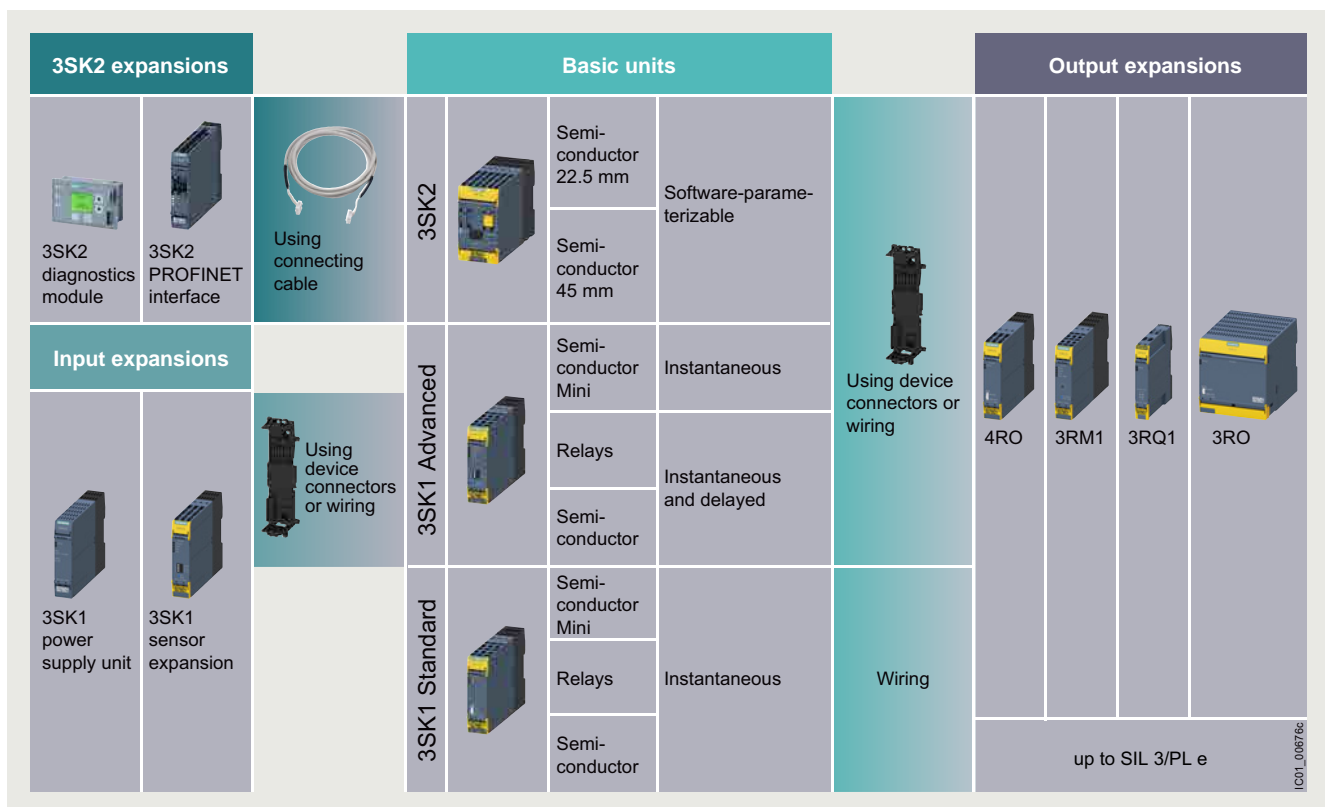 3SK2 expansions
Basic units
Output expansions
3SK2
diagnostics
module
3SK2
PROFINET
interface
Using
connecting
cable
3SK2
Semi-
conductor
22.5 mm
Semi-
conductor
45 mm
Software-parame-
terizable
Input expansions
3SK1
power
supply unit
3SK1
sensor
expansion
Using
device
connectors
or wiring
3SK1 Advanced
Semi-
conductor
Mini
Instantaneous
Relays
Semi-
conductor
Instantaneous
and delayed
3SK1 Standard
Semi-
conductor
Mini
Relays
Semi-
conductor
Instantaneous
Using device
connectors or
wiring
Wiring
4RO
3RM1
3RQ1
3RO
up to SIL 3/PL e
IC01_00676c